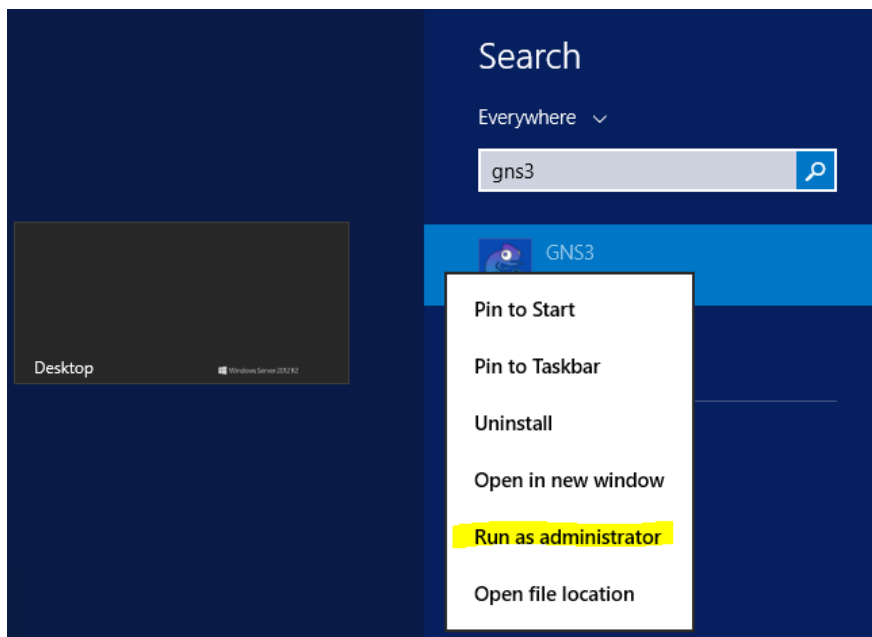 Search
Everywhere
gns3
GNS3
Pin to Start
Pin to Taskbar
Uninstall
Open in new window
Run as administrator
Open file location
Desktop
Windows Server 2012 R2